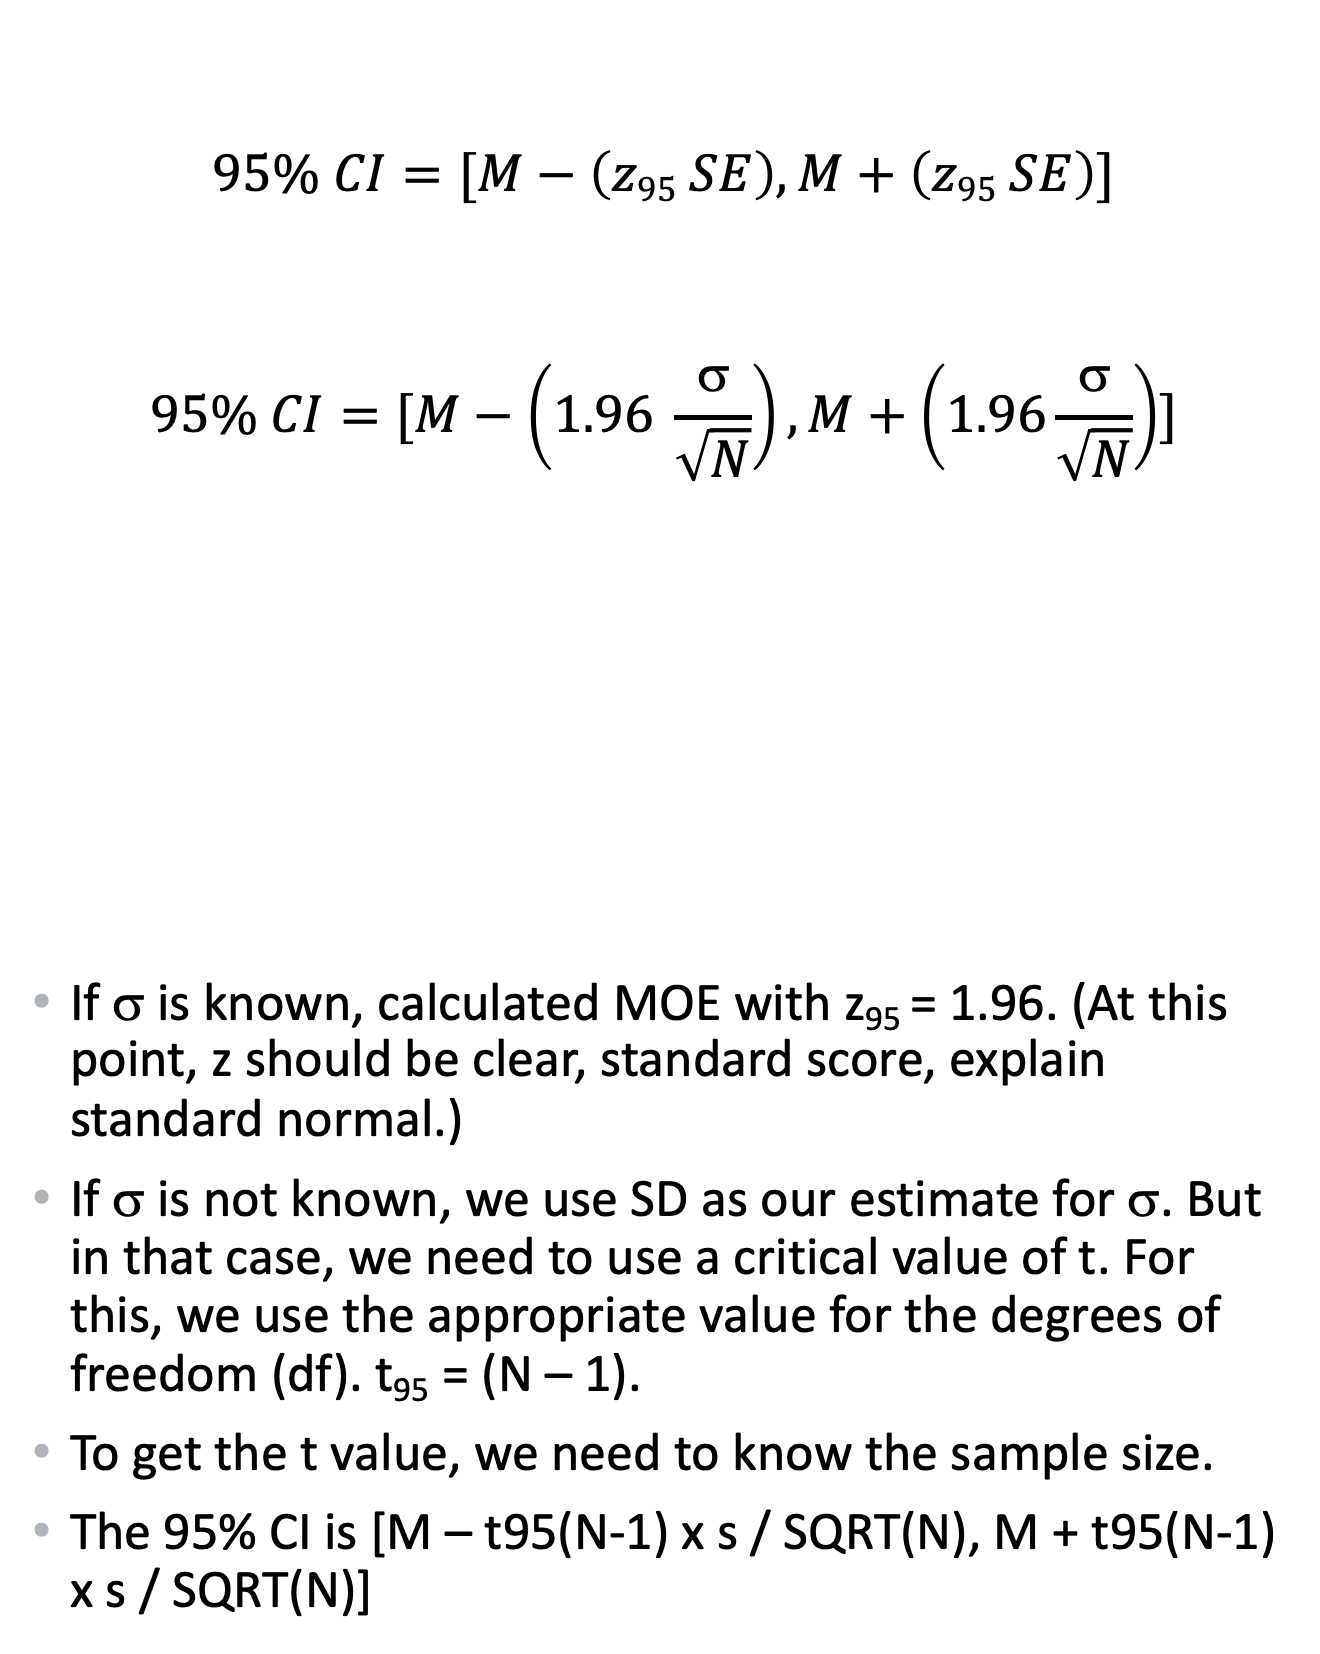 95% CI = [M − (z₉₅ SE), M + (z₉₅ SE)]
95% CI = [M − (1.96 σ/√N), M + (1.96 σ/√N)]
• If σ is known, calculated MOE with z₉₅ = 1.96. (At this
point, z should be clear, standard score, explain
standard normal.)
• If σ is not known, we use SD as our estimate for σ. But
in that case, we need to use a critical value of t. For
this, we use the appropriate value for the degrees of
freedom (df). t₉₅ = (N – 1).
• To get the t value, we need to know the sample size.
• The 95% CI is [M – t95(N-1) x s / SQRT(N), M + t95(N-1)
x s / SQRT(N)]